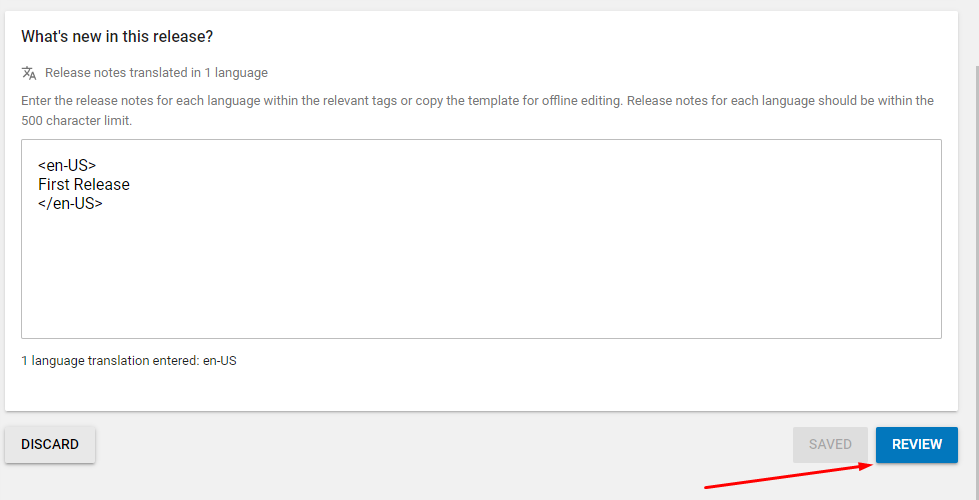 What's new in this release?
Release notes translated in 1 language
Enter the release notes for each language within the relevant tags or copy the template for offline editing. Release notes for each language should be within the
500 character limit.
<en-US>
First Release
</en-US>
1 language translation entered: en-US
DISCARD
SAVED
REVIEW